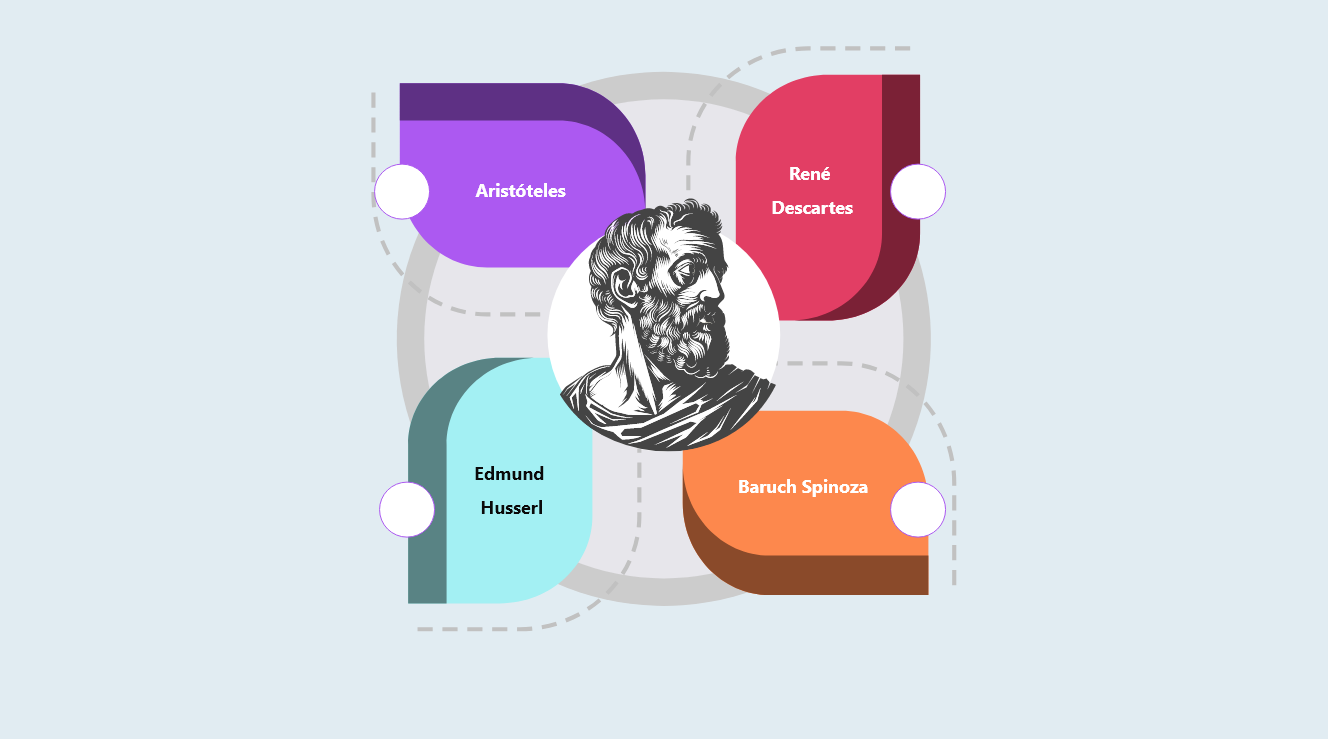 Aristóteles
René
Descartes
Edmund
Husserl
Baruch Spinoza